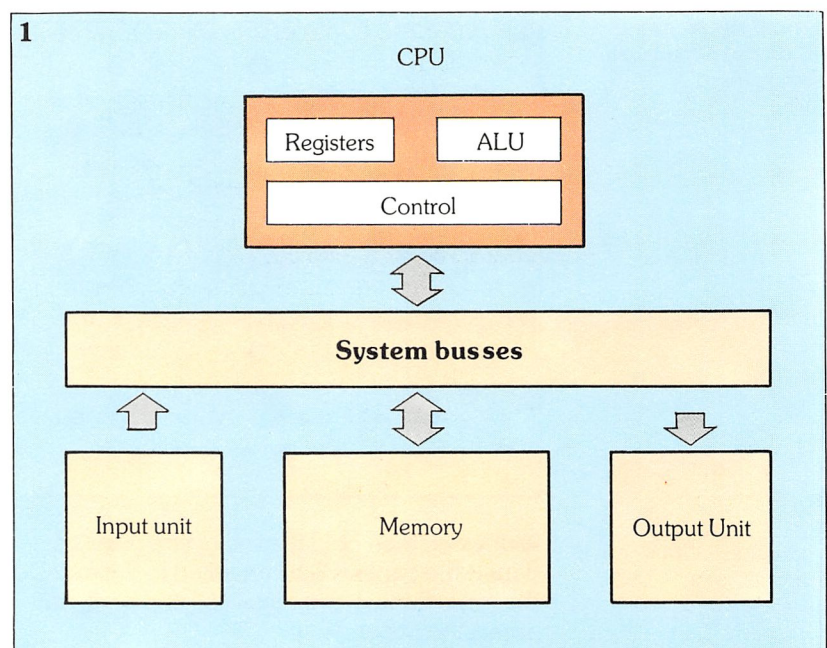 1
CPU
Registers
ALU
Control
System busses
Input unit
Memory
Output Unit